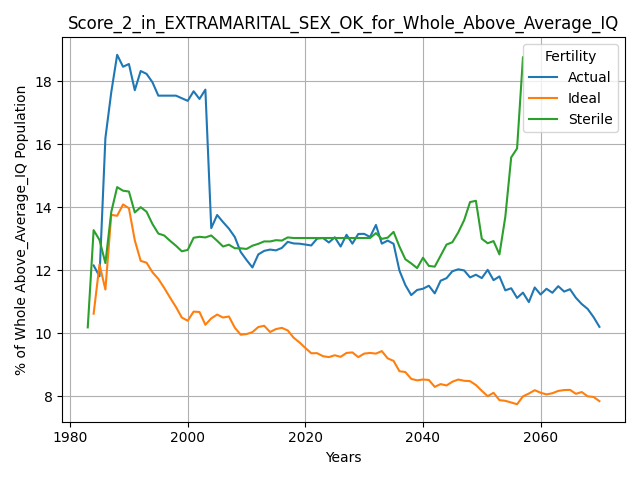 Score_2_in_EXTRAMARITAL_SEX_OK_for_Whole_Above_Average_IQ
% of Whole Above_Average_IQ Population
18
16
14
12
10
8
Fertility
Actual
Ideal
Sterile
1980
2000
2020
2040
2060
Years